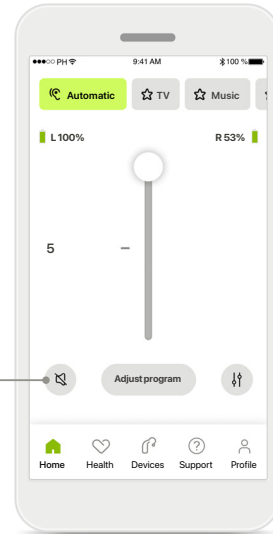 PH 9:41 AM 100 %
Automatic TV Music
L 100% R 53%
5
Adjust program
Home Health Devices Support Profile